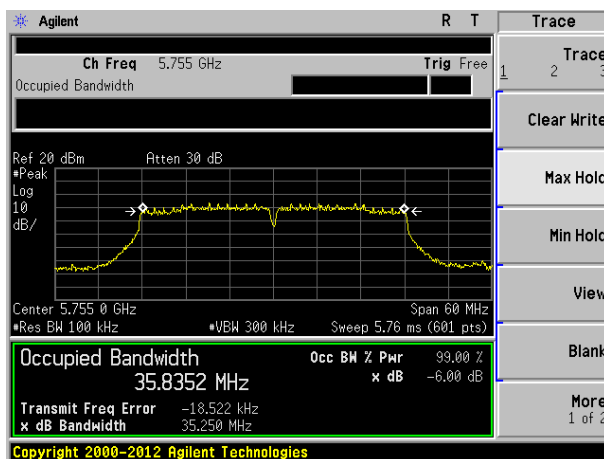 Agilent R T Trace
Ch Freq 5.755 GHz Trig Free
Occupied Bandwidth
Trace
1 2 3
Clear Write
Ref 20 dBm Atten 30 dB
#Peak
Log
10
dB/
Max Hold
Min Hold
View
Center 5.755 0 GHz Span 60 MHz
#Res BW 100 kHz #VBW 300 kHz Sweep 5.76 ms (601 pts)
Occupied Bandwidth Occ BW % Pwr 99.00 %
35.8352 MHz x dB -6.00 dB
Blank
Transmit Freq Error -18.522 kHz
x dB Bandwidth 35.250 MHz
More
1 of 2
Copyright 2000-2012 Agilent Technologies